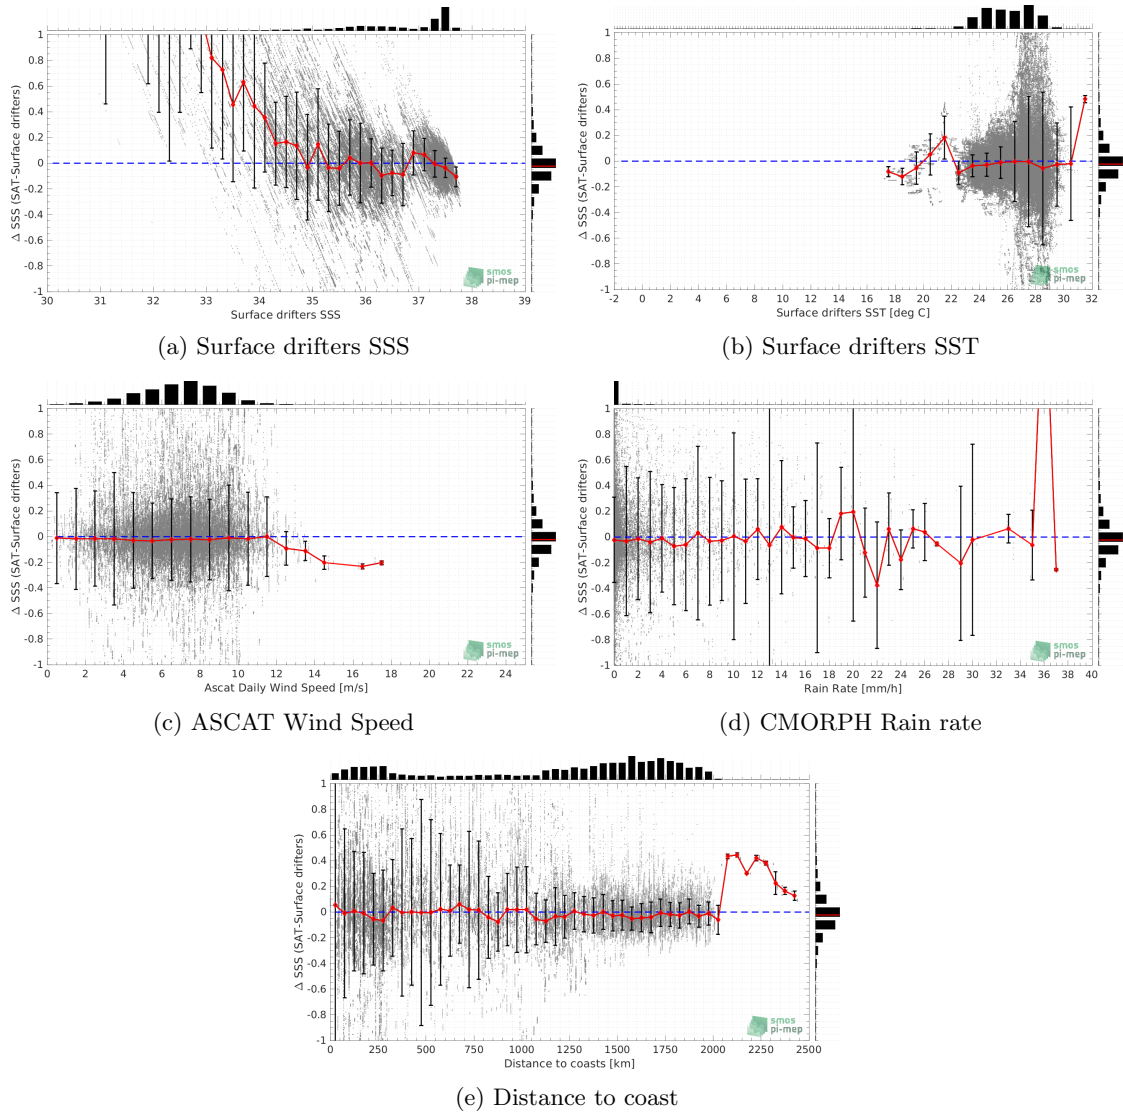 1
0.8
0.6
0.4
0.2
0
-0.2
-0.4
-0.6
-0.8
-1
Δ SSS (SAT-Surface drifters)
30 31 32 33 34 35 36 37 38 39
Surface drifters SSS
smos
pi-mep
(a) Surface drifters SSS
1
0.8
0.6
0.4
0.2
0
-0.2
-0.4
-0.6
-0.8
-1
Δ SSS (SAT-Surface drifters)
-2 0 2 4 6 8 10 12 14 16 18 20 22 24 26 28 30 32
Surface drifters SST [deg C]
smos
pi-mep
(b) Surface drifters SST
1
0.8
0.6
0.4
0.2
0
-0.2
-0.4
-0.6
-0.8
-1
Δ SSS (SAT-Surface drifters)
0 2 4 6 8 10 12 14 16 18 20 22 24
Ascat Daily Wind Speed [m/s]
smos
pi-mep
(c) ASCAT Wind Speed
1
0.8
0.6
0.4
0.2
0
-0.2
-0.4
-0.6
-0.8
-1
Δ SSS (SAT-Surface drifters)
0 2 4 6 8 10 12 14 16 18 20 22 24 26 28 30 32 34 36 38 40
Rain Rate [mm/h]
smos
pi-mep
(d) CMORPH Rain rate
1
0.8
0.6
0.4
0.2
0
-0.2
-0.4
-0.6
-0.8
-1
Δ SSS (SAT-Surface drifters)
0 250 500 750 1000 1250 1500 1750 2000 2250 2500
Distance to coasts [km]
smos
pi-mep
(e) Distance to coast